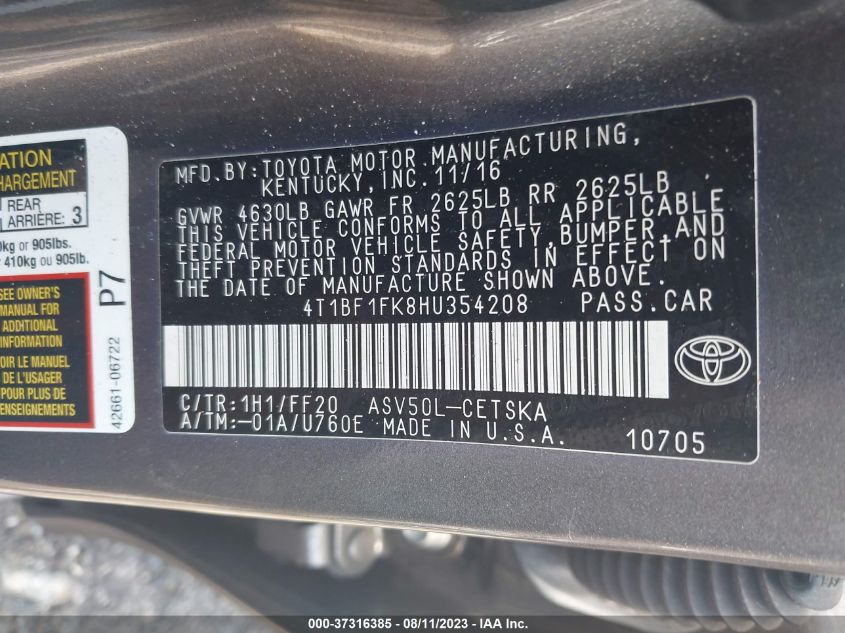 ATION
HARGEMENT
REAR
ARRIÈRE: 3
0kg or 905lbs.
410kg ou 905lb.
SEE OWNER'S
MANUAL FOR
ADDITIONAL
INFORMATION
OIR LE MANUEL
DE L'USAGER
POUR PLUS DE
ENSEIGNEMENTS
P7
42661-06722
MFD.BY:TOYOTA MOTOR MANUFACTURING,
KENTUCKY,INC.11/16
GVWR 4630LB GAWR FR 2625LB RR 2625LB
THIS VEHICLE CONFORMS TO ALL APPLICABLE
FEDERAL MOTOR VEHICLE SAFETY,BUMPER,AND
THEFT PREVENTION STANDARDS IN EFFECT ON
THE DATE OF MANUFACTURE SHOWN ABOVE.
4T1BF1FK8HU354208 PASS.CAR
C/TR:1H1/FF20 ASV50L-CETSKA
A/TM:-01A/U760E MADE IN U.S.A. 10705
000-37316385 - 08/11/2023 - IAA Inc.